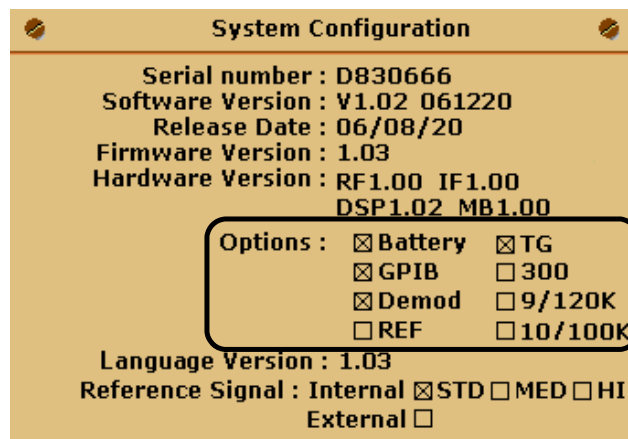 System Configuration
Serial number : D830666
Software Version : V1.02 061220
Release Date : 06/08/20
Firmware Version : 1.03
Hardware Version : RF1.00 IF1.00
DSP1.02 MB1.00
Options : ☒Battery ☒TG
☒GPIB ☐300
☒Demod ☐9/120K
☐REF ☐10/100K
Language Version : 1.03
Reference Signal : Internal ☒STD ☐MED ☐HI
External ☐